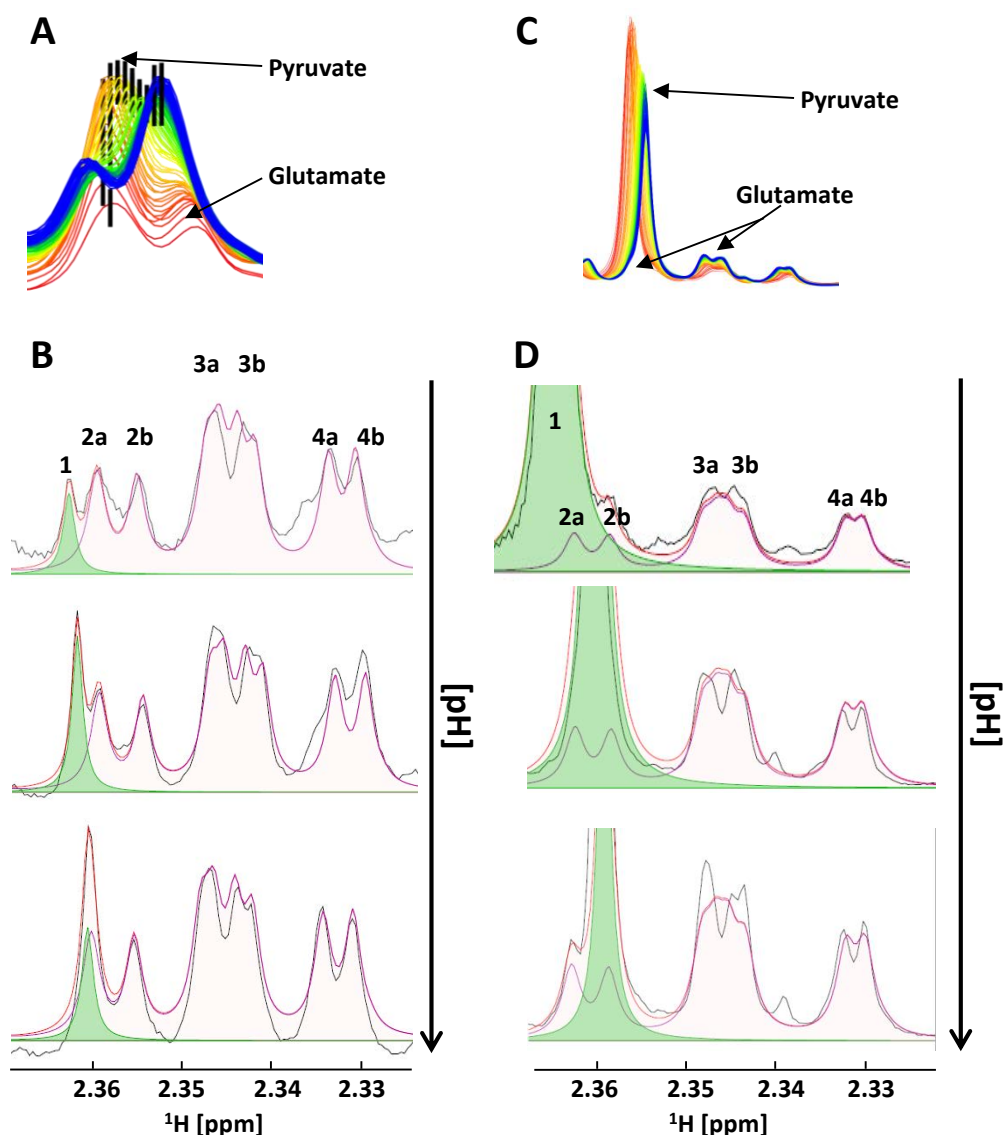 A
C
Pyruvate
Pyruvate
Glutamate
Glutamate
B
D
3a 3b
2a 2b
4a 4b
1
1
3a 3b
2a 2b
4a 4b
[pH]
[pH]
2.36 2.35 2.34 2.33
2.36 2.35 2.34 2.33
¹H [ppm]
¹H [ppm]